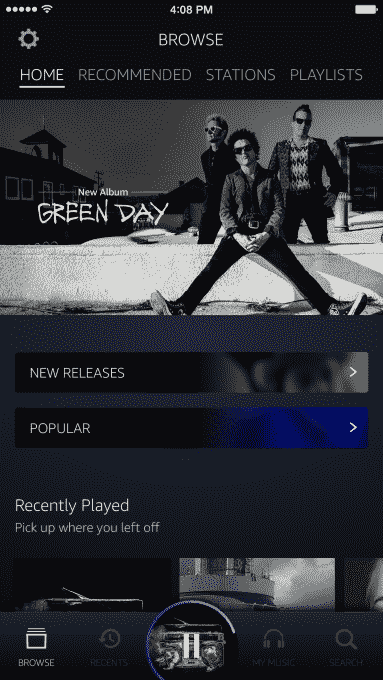 4:08 PM
BROWSE
HOME RECOMMENDED STATIONS PLAYLISTS
New Album
GREEN DAY
NEW RELEASES
POPULAR
Recently Played
Pick up where you left off
BROWSE RECENTS MY MUSIC SEARCH